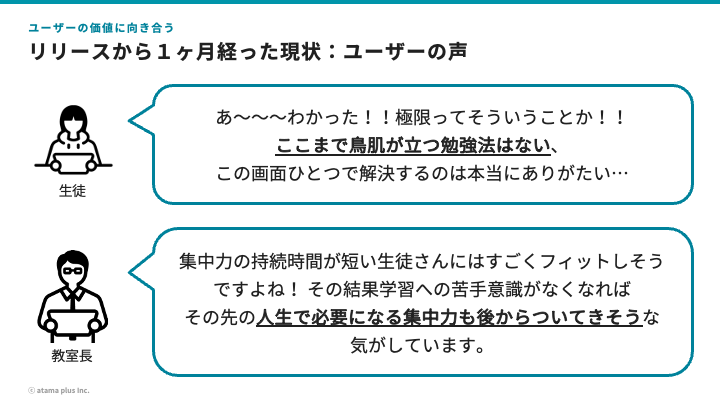 ユーザーの価値に向き合う
リリースから１ヶ月経った現状：ユーザーの声
あ〜〜〜わかった！！極限ってそういうことか！！
ここまで鳥肌が立つ勉強法はない、
この画面ひとつで解決するのは本当にありがたい…
生徒
集中力の持続時間が短い生徒さんにはすごくフィットしそう
ですよね！ その結果学習への苦手意識がなくなれば
その先の人生で必要になる集中力も後からついてきそうな
気がしています。
教室長
© atama plus Inc.